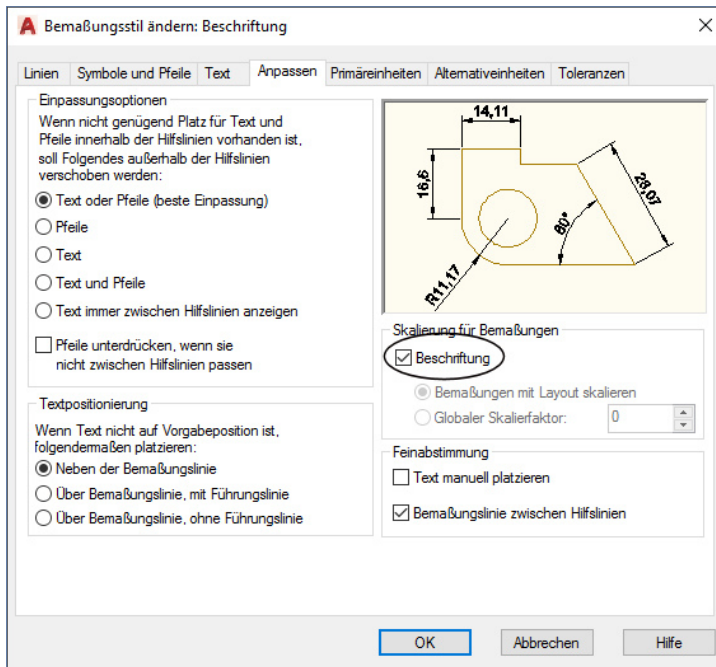 A Bemaßungsstil ändern: Beschriftung
Linien Symbole und Pfeile Text Anpassen Primäreinheiten Alternativeinheiten Toleranzen
Einpassungsoptionen
Wenn nicht genügend Platz für Text und
Pfeile innerhalb der Hilfslinien vorhanden ist,
soll Folgendes außerhalb der Hilfslinien
verschoben werden:
Text oder Pfeile (beste Einpassung)
Pfeile
Text
Text und Pfeile
Text immer zwischen Hilfslinien anzeigen
Pfeile unterdrücken, wenn sie
nicht zwischen Hilfslinien passen
Textpositionierung
Wenn Text nicht auf Vorgabeposition ist,
folgendermaßen platzieren:
Neben der Bemaßungslinie
Über Bemaßungslinie, mit Führungslinie
Über Bemaßungslinie, ohne Führungslinie
14,11
16,6
28,07
60°
R11,17
Skalierung für Bemaßungen
Beschriftung
Bemaßungen mit Layout skalieren
Globaler Skalierfaktor: 0
Feinabstimmung
Text manuell platzieren
Bemaßungslinie zwischen Hilfslinien
OK Abbrechen Hilfe